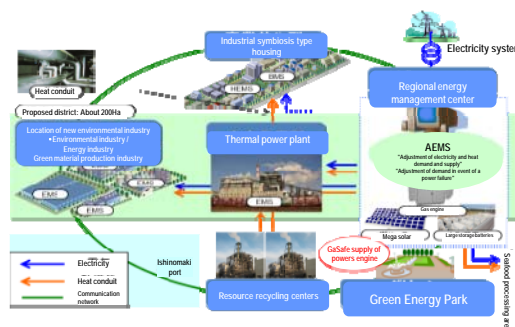 Industrial symbiosis type
housing
BMS
HEMS
Electricity syste
Heat conduit
Regional energy
management center
Proposed district: About 200Ha
Location of new environmental industry
•Environmental industry /
Energy industry
Green material production industry
EMS
EMS
EMS
Thermal power plant
EMS
AEMS
"Adjustment of electricity and heat
demand and supply"
"Adjustment of demand in event of a
power failure"
Gas engine
Mega solar
Large storage batteries
Electricity
Heat conduit
Communication
network
Ishinomaki
port
Resource recycling centers
GaSafe supply of
powers engine
Green Energy Park
Seafood processing are